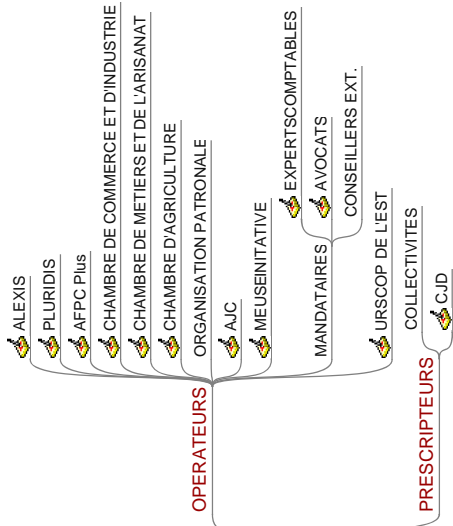 OPERATEURS
ALEXIS
PLURIDIS
AFPC Plus
CHAMBRE DE COMMERCE ET D'INDUSTRIE
CHAMBRE DE METIERS ET DE L'ARISANAT
CHAMBRE D'AGRICULTURE
ORGANISATION PATRONALE
AJC
MEUSEINITATIVE
MANDATAIRES
EXPERTSCOMPTABLES
AVOCATS
CONSEILLERS EXT.
URSCOP DE L'EST
PRESCRIPTEURS
COLLECTIVITES
CJD